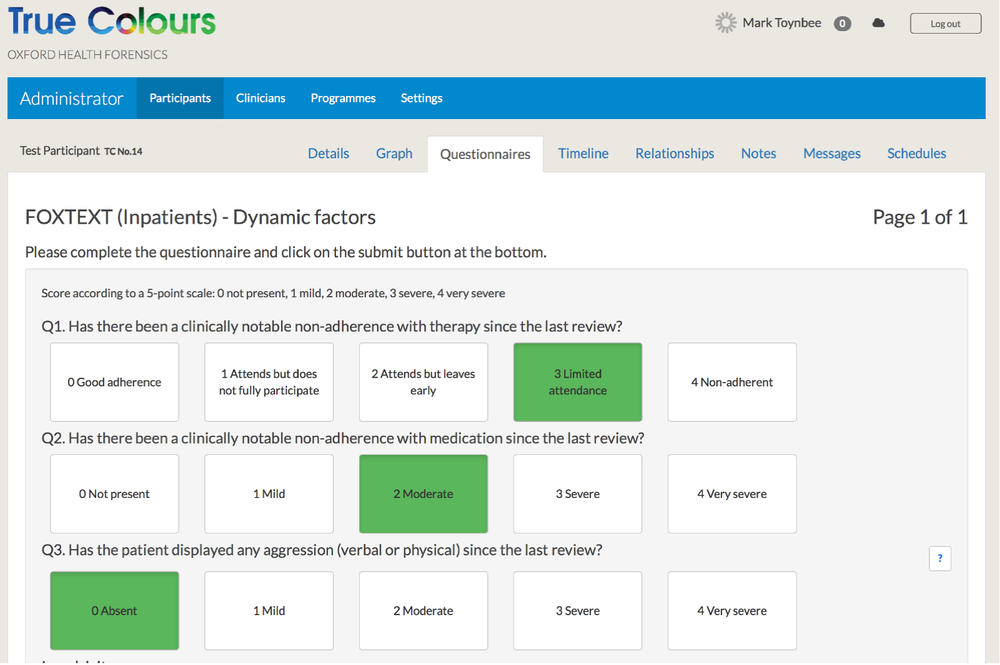 True Colours
Mark Toynbee 0 Log out
OXFORD HEALTH FORENSICS
Administrator Participants Clinicians Programmes Settings
Test Participant TC No.14 Details Graph Questionnaires Timeline Relationships Notes Messages Schedules
FOXTEXT (Inpatients) - Dynamic factors Page 1 of 1
Please complete the questionnaire and click on the submit button at the bottom.
Score according to a 5-point scale: 0 not present, 1 mild, 2 moderate, 3 severe, 4 very severe
Q1. Has there been a clinically notable non-adherence with therapy since the last review?
0 Good adherence
1 Attends but does
not fully participate
2 Attends but leaves
early
3 Limited
attendance
4 Non-adherent
Q2. Has there been a clinically notable non-adherence with medication since the last review?
0 Not present 1 Mild 2 Moderate 3 Severe 4 Very severe
Q3. Has the patient displayed any aggression (verbal or physical) since the last review?
?
0 Absent 1 Mild 2 Moderate 3 Severe 4 Very severe